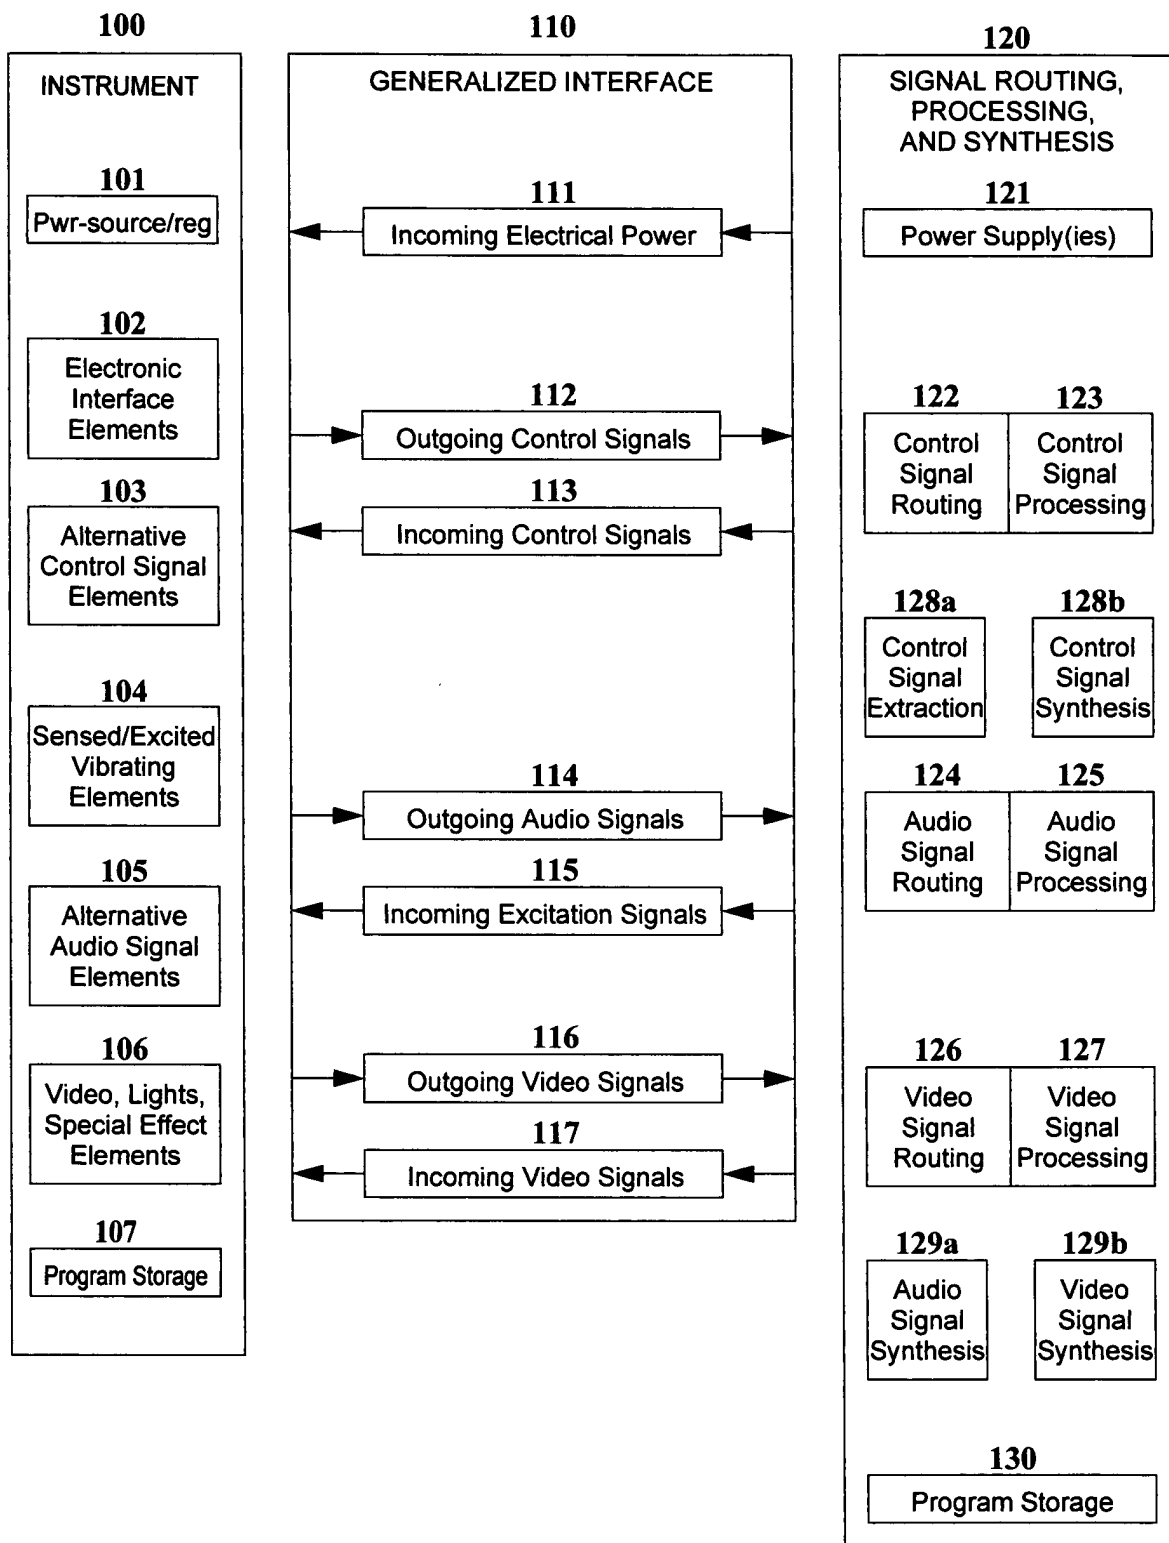 100
INSTRUMENT
101
Pwr-source/reg
102
Electronic
Interface
Elements
103
Alternative
Control Signal
Elements
104
Sensed/Excited
Vibrating
Elements
105
Alternative
Audio Signal
Elements
106
Video, Lights,
Special Effect
Elements
107
Program Storage
110
GENERALIZED INTERFACE
111
Incoming Electrical Power
112
Outgoing Control Signals
113
Incoming Control Signals
114
Outgoing Audio Signals
115
Incoming Excitation Signals
116
Outgoing Video Signals
117
Incoming Video Signals
120
SIGNAL ROUTING,
PROCESSING,
AND SYNTHESIS
121
Power Supply(ies)
122
Control
Signal
Routing
123
Control
Signal
Processing
128a
Control
Signal
Extraction
128b
Control
Signal
Synthesis
124
Audio
Signal
Routing
125
Audio
Signal
Processing
126
Video
Signal
Routing
127
Video
Signal
Processing
129a
Audio
Signal
Synthesis
129b
Video
Signal
Synthesis
130
Program Storage